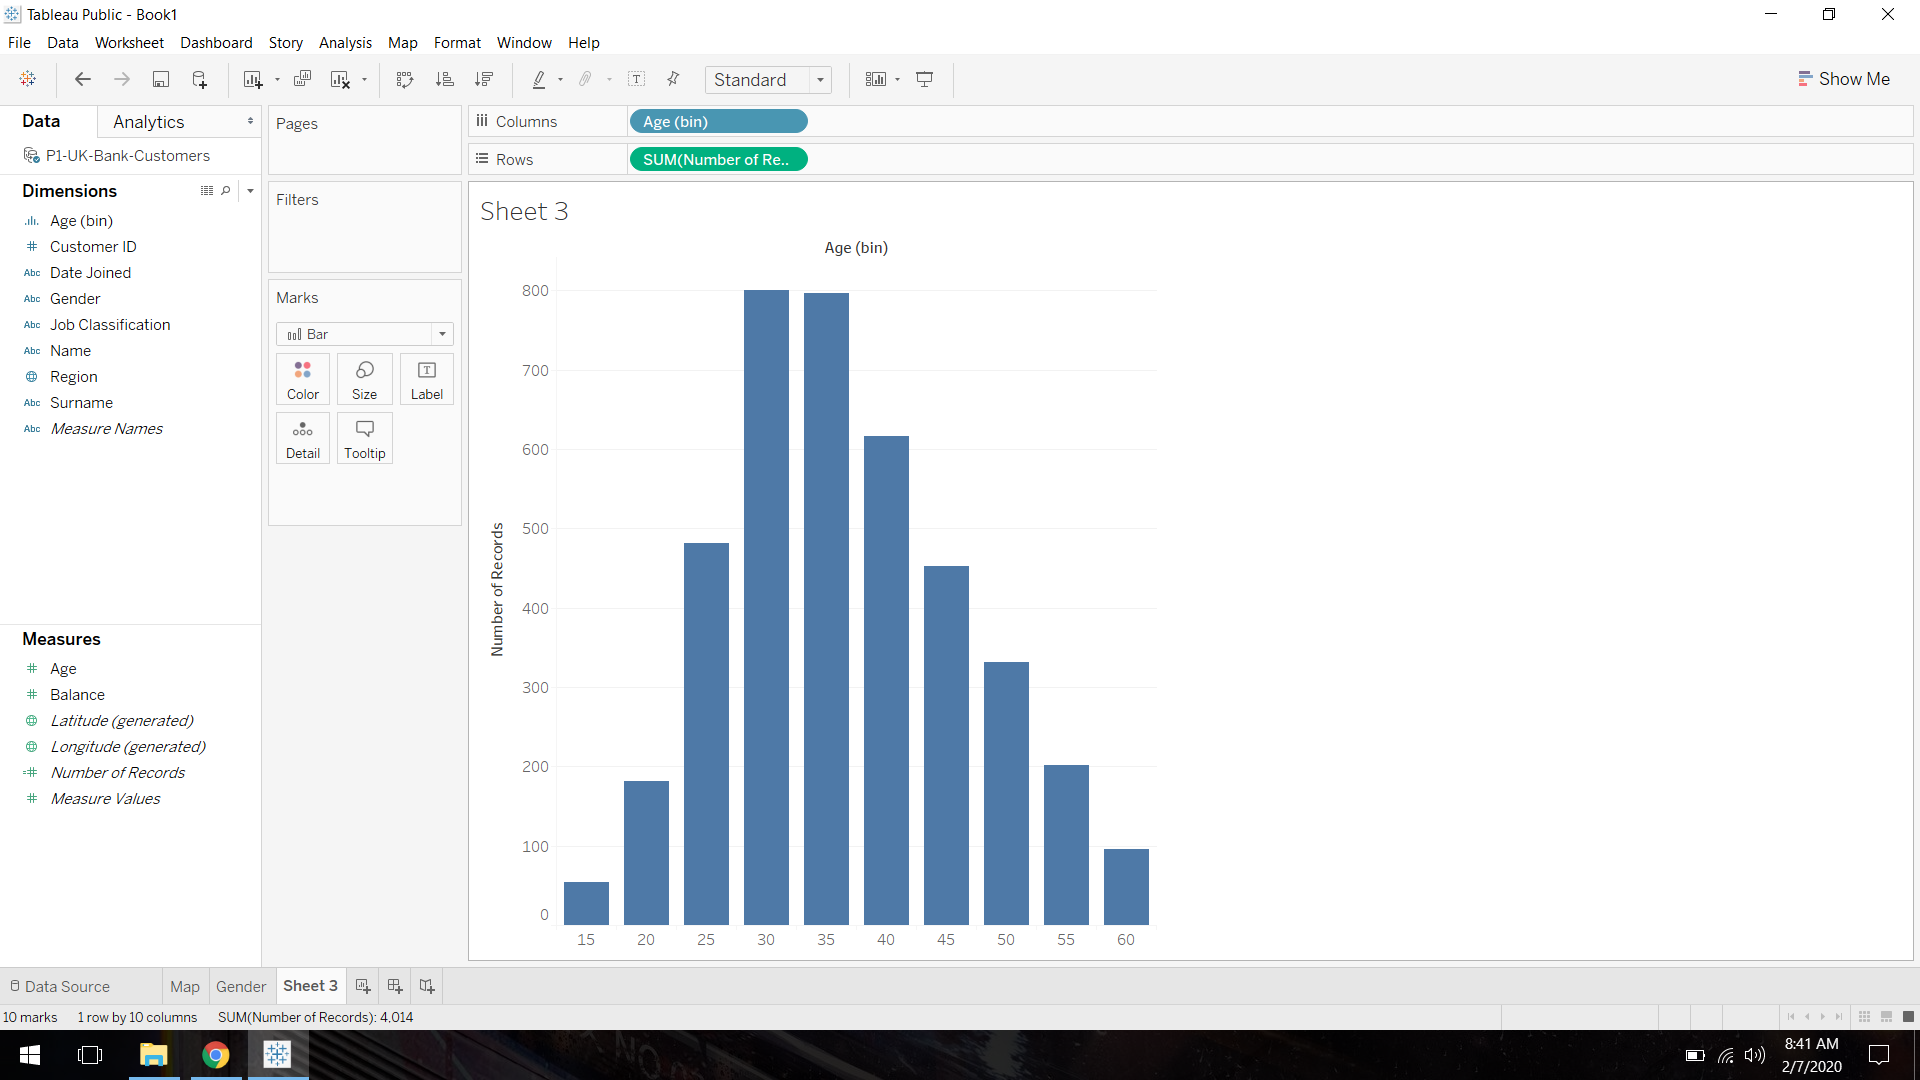 Tableau Public - Book1
File Data Worksheet Dashboard Story Analysis Map Format Window Help
Standard
Show Me
Data Analytics
P1-UK-Bank-Customers
Dimensions
Age (bin)
Customer ID
Abc Date Joined
Abc Gender
Abc Job Classification
Abc Name
Region
Abc Surname
Abc Measure Names
Measures
Age
Balance
Latitude (generated)
Longitude (generated)
Number of Records
Measure Values
Pages
Filters
Marks
Bar
Color Size Label
Detail Tooltip
Columns Age (bin)
Rows SUM(Number of Re..
Sheet 3
Age (bin)
Number of Records
800
700
600
500
400
300
200
100
0
15 20 25 30 35 40 45 50 55 60
Data Source Map Gender Sheet 3
10 marks 1 row by 10 columns SUM(Number of Records): 4,014
8:41 AM
2/7/2020